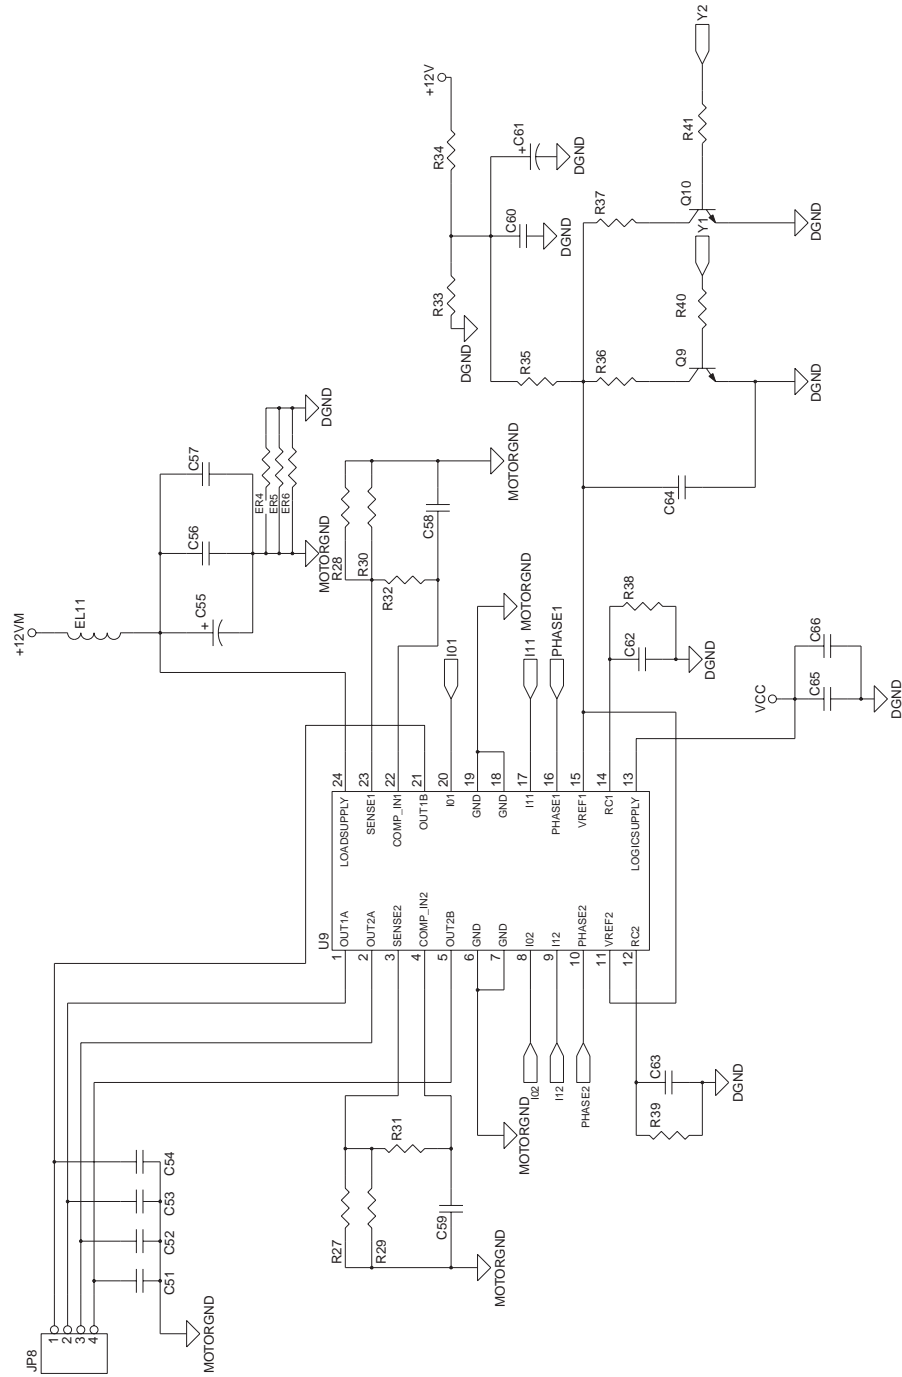 Y2
+12V
R41
R34
C61
DGND
Q10
R37
C60
DGND
DGND
Y1
R33
R40
DGND
R35
R36
Q9
DGND
C57
ER4
ER5
ER6
DGND
MOTORGND
C64
C56
C58
R28
R30
MOTORGND
+12VM
EL11
C55
R32
MOTORGND
R38
I01
I11
PHASE1
C62
C66
DGND
VCC
C65
DGND
24
23
22
21
20
19
18
17
16
15
14
13
LOADSUPPLY
SENSE1
COMP_IN1
OUT1B
I01
GND
GND
I11
PHASE1
VREF1
RC1
LOGICSUPPLY
U9
OUT1A
OUT2A
SENSE2
COMP_IN2
OUT2B
GND
GND
I02
I12
PHASE2
VREF2
RC2
1
2
3
4
5
6
7
8
9
10
11
12
I02
I12
PHASE2
C63
R39
DGND
MOTORGND
R31
C54
C53
C52
C51
R27
R29
C59
MOTORGND
JP8
1
2
3
4
MOTORGND